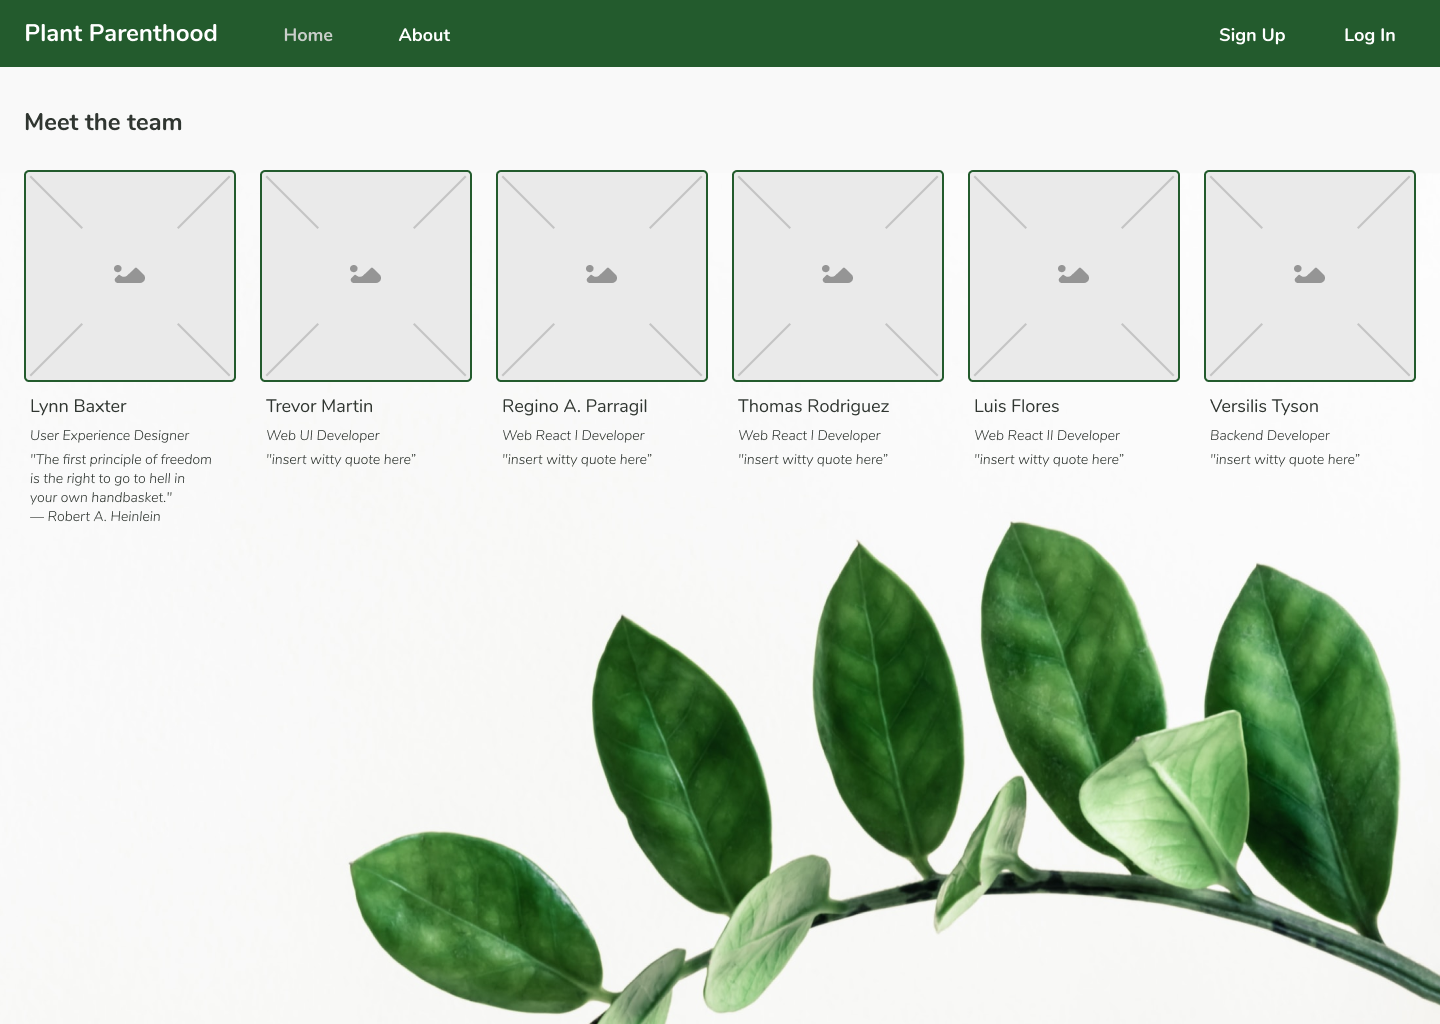 Plant Parenthood Home About Sign Up Log In
Meet the team
Lynn Baxter
User Experience Designer
"The first principle of freedom
is the right to go to hell in
your own handbasket."
— Robert A. Heinlein
Trevor Martin
Web UI Developer
"insert witty quote here”
Regino A. Parragil
Web React I Developer
"insert witty quote here”
Thomas Rodriguez
Web React I Developer
"insert witty quote here”
Luis Flores
Web React II Developer
"insert witty quote here”
Versilis Tyson
Backend Developer
"insert witty quote here”